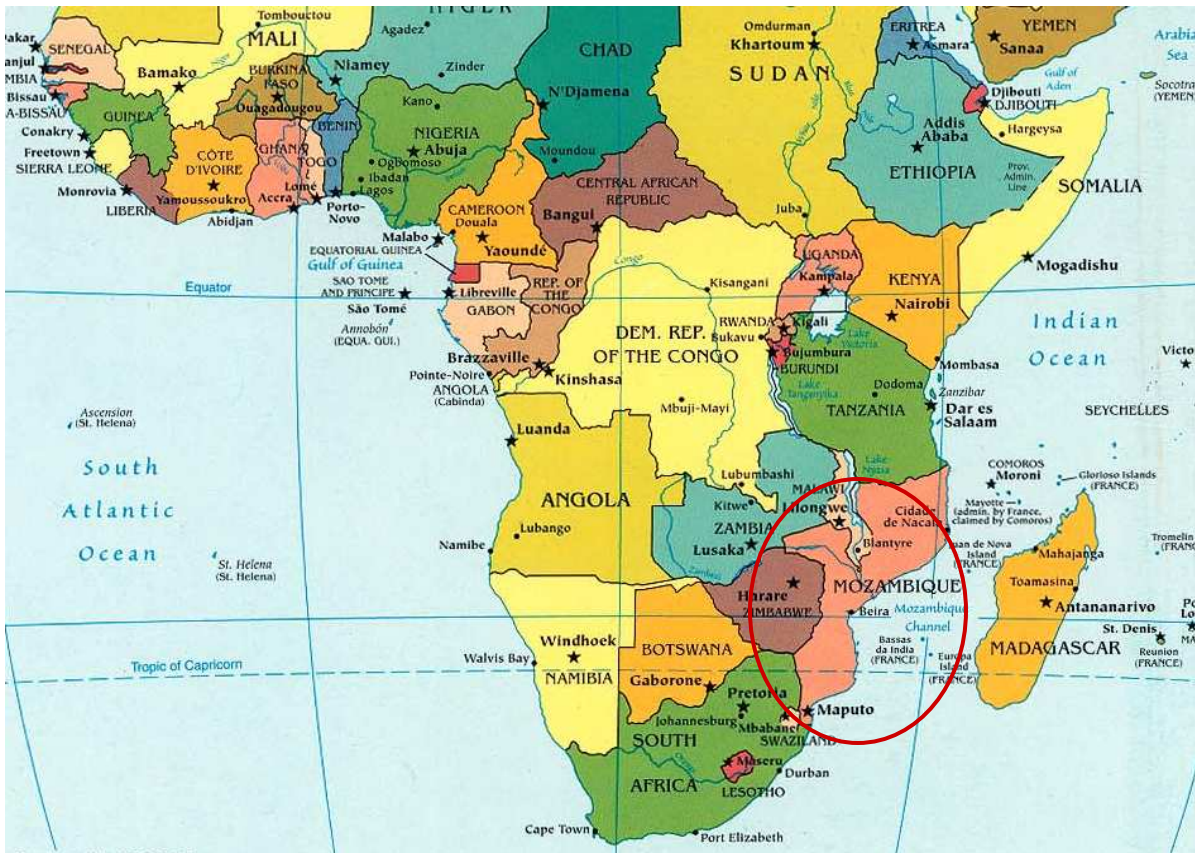 Tombouctou
NIGER
Agadez
Omdurman
Khartoum
ERITREA
Asmara
YEMEN
Sanaa
Arabia
Sea
SENEGAL
MALI
CHAD
SUDAN
Nile
Gulf of
Aden
Socotra
(YEMEN)
Niger
Bamako
BURKINA
FASO
Niamey
Zinder
N'Djamena
Djibouti
DJIBOUTI
Bissau
Ouagadougou
Kano
Addis
Ababa
Hargeysa
GUINEA
BENIN
NIGERIA
Abuja
Moundou
ETHIOPIA
Prov.
Admin.
Line
SOMALIA
Conakry
Freetown
SIERRA LEONE
CÔTE
D'IVOIRE
GHANA
TOGO
Ogbomoso
Ibadan
Lagos
CENTRAL AFRICAN
REPUBLIC
Monrovia
LIBERIA
Yamoussoukro
Abidjan
Accra
Lomé
Porto-
Novo
CAMEROON
Douala
Yaoundé
Bangui
Juba
Malabo
EQUATORIAL GUINEA
Gulf of Guinea
Congo
Kisangani
UGANDA
Kampala
KENYA
Nairobi
Mogadishu
Equator
SAO TOME
AND PRINCIPE
São Tomé
Libreville
GABON
REP. OF
THE
CONGO
Annobón
(EQUA. GUI.)
DEM. REP.
OF THE CONGO
RWANDA
Bukavu
Kigali
Lake
Victoria
Indian
Ocean
Brazzaville
Pointe-Noire
Kinshasa
ANGOLA
(Cabinda)
Bujumbura
BURUNDI
Lake
Tanganyika
Mombasa
Dodoma
Zanzibar
TANZANIA
Dar es
Salaam
SEYCHELLES
Mbuji-Mayi
Ascension
(St. Helena)
Luanda
South
Atlantic
Ocean
Lubumbashi
Lake
Nyasa
COMOROS
Moroni
Glorioso Islands
(FRANCE)
ANGOLA
MALAWI
Lilongwe
Mayotte
(admin. by France,
claimed by Comoros)
Kitwe
ZAMBIA
Lusaka
Cidade
de Nacala
Lubango
Namibe
Blantyre
Juan de Nova
Island
(FRANCE)
Mahajanga
St. Helena
(St. Helena)
Zambezi
MOZAMBIQUE
Toamasina
Harare
ZIMBABWE
Beira
Mozambique
Channel
Antananarivo
St. Denis
Reunion
(FRANCE)
Windhoek
BOTSWANA
Bassas
da India
(FRANCE)
Europa
Island
(FRANCE)
MADAGASCAR
Tropic of Capricorn
Walvis Bay
NAMIBIA
Gaborone
Pretoria
Johannesburg
Maputo
Mbabane
SWAZILAND
SOUTH
AFRICA
Maseru
LESOTHO
Durban
Cape Town
Port Elizabeth